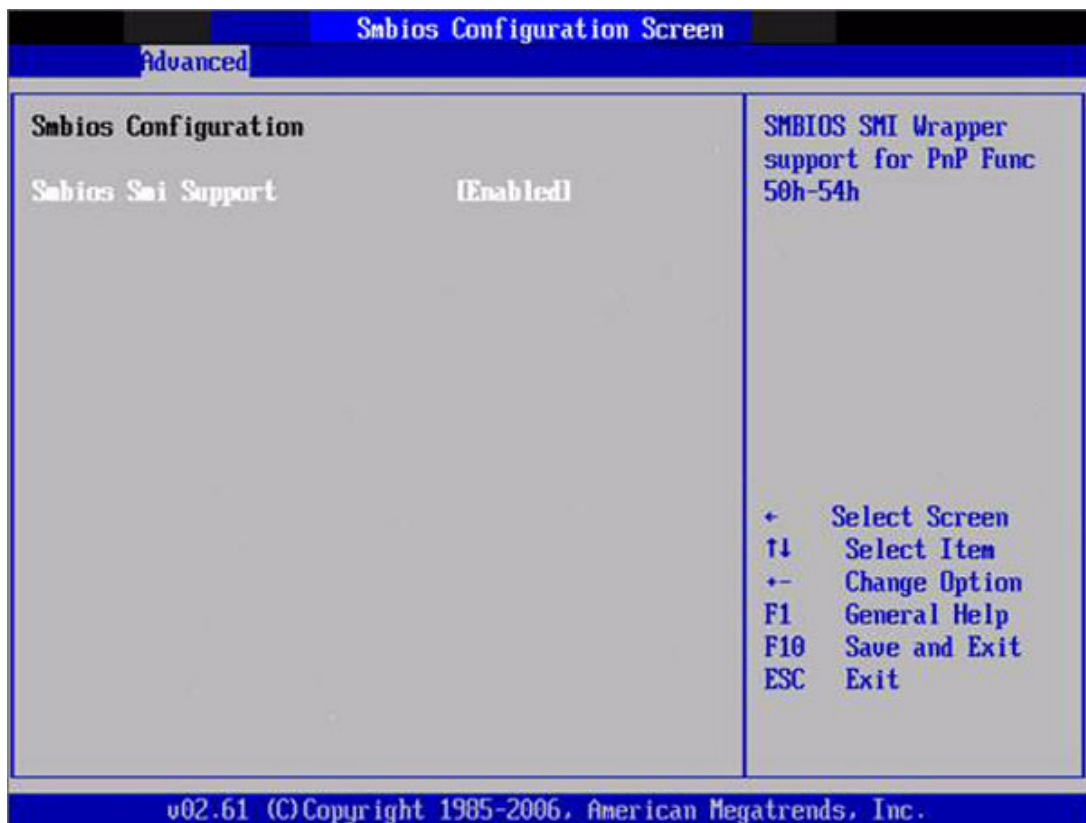 Smbios Configuration Screen
Advanced
Smbios Configuration
Smbios Smi Support [Enabled]
SMBIOS SMI Wrapper
support for PnP Func
50h-54h
← Select Screen
↑↓ Select Item
+- Change Option
F1 General Help
F10 Save and Exit
ESC Exit
v02.61 (C)Copyright 1985-2006, American Megatrends, Inc.